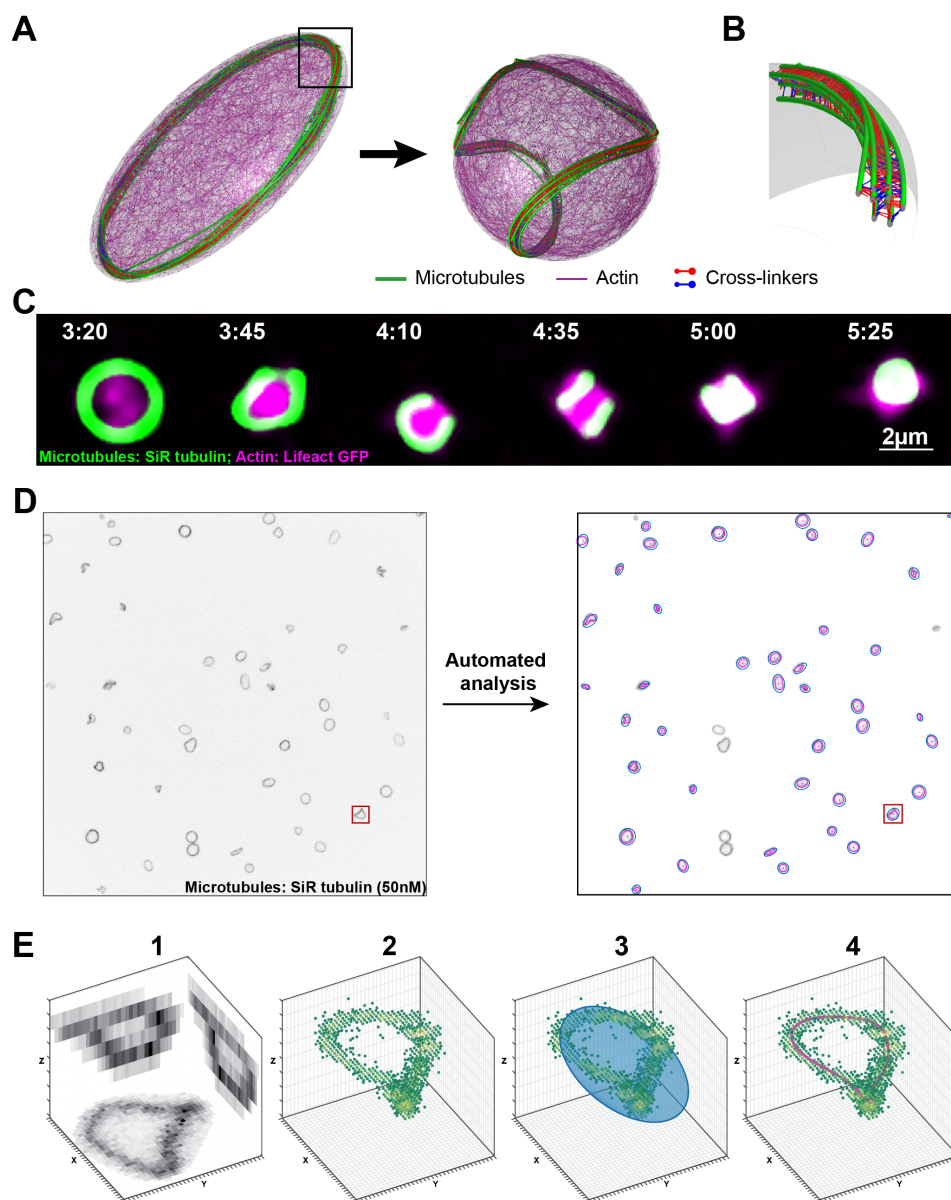 A
B
Microtubules
Actin
Cross-linkers
C
3:20
3:45
4:10
4:35
5:00
5:25
2µm
Microtubules: SiR tubulin; Actin: Lifeact GFP
D
Automated
analysis
Microtubules: SiR tubulin (50nM)
E
1
2
3
4
Z
X
Y
Z
X
Y
Z
X
Y
Z
X
Y